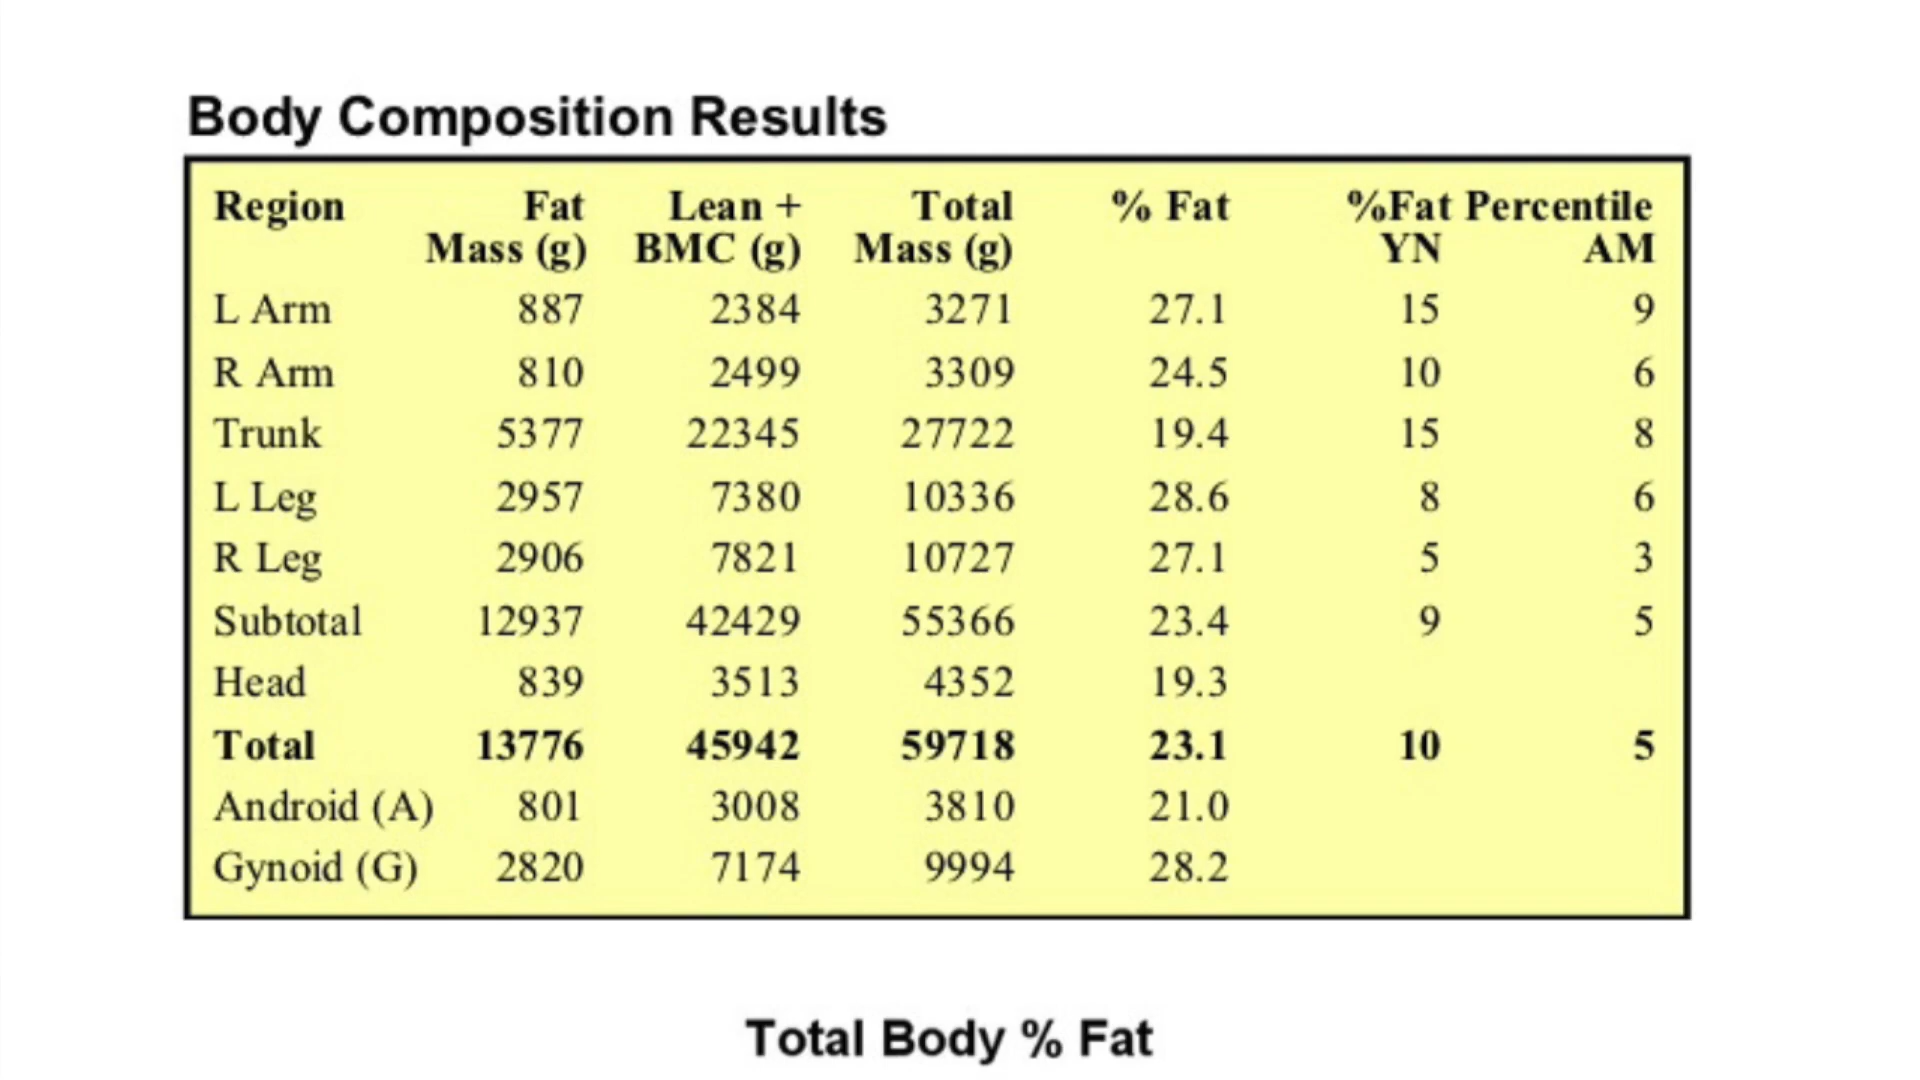 Body Composition Results
Region Fat Lean + Total % Fat %Fat Percentile
Mass (g) BMC (g) Mass (g) YN AM
L Arm 887 2384 3271 27.1 15 9
R Arm 810 2499 3309 24.5 10 6
Trunk 5377 22345 27722 19.4 15 8
L Leg 2957 7380 10336 28.6 8 6
R Leg 2906 7821 10727 27.1 5 3
Subtotal 12937 42429 55366 23.4 9 5
Head 839 3513 4352 19.3
Total 13776 45942 59718 23.1 10 5
Android (A) 801 3008 3810 21.0
Gynoid (G) 2820 7174 9994 28.2
Total Body % Fat